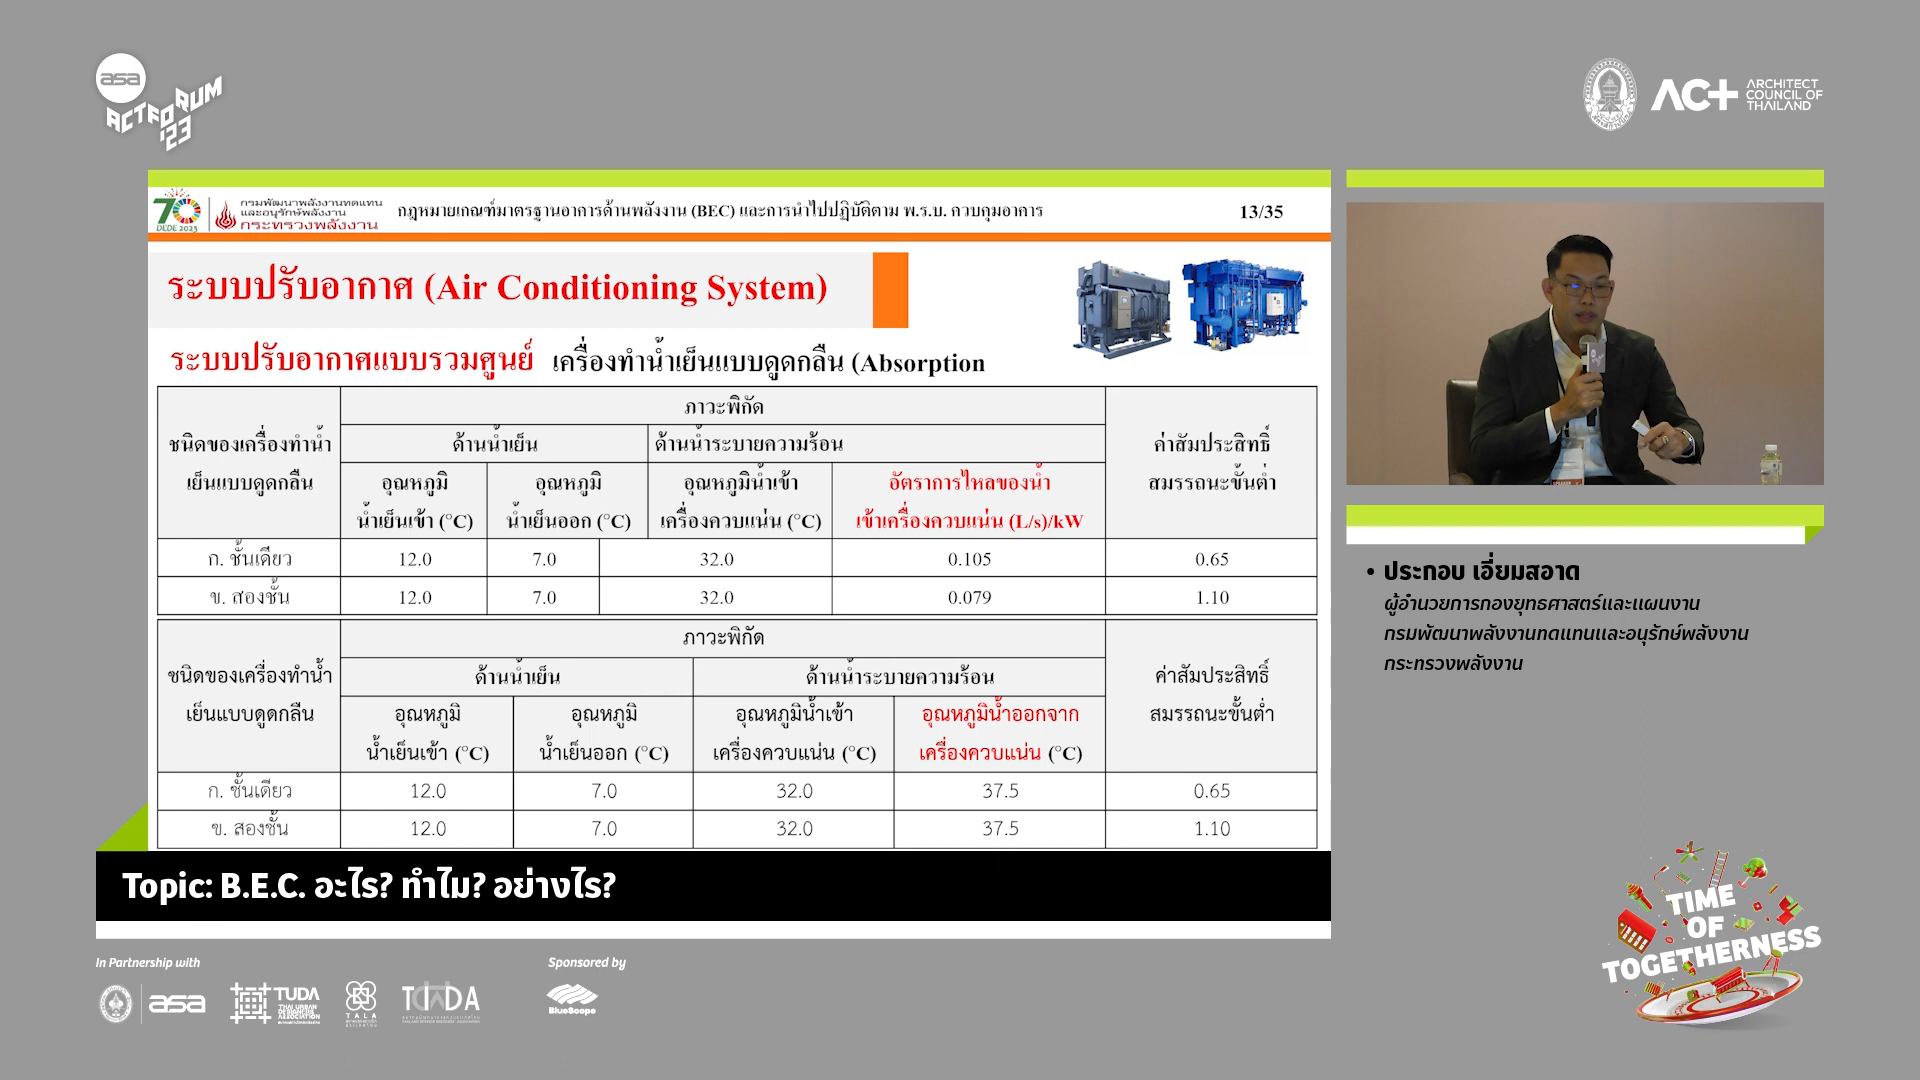 asa
ACTFORUM
'23
ACT
ARCHITECT
COUNCIL OF
THAILAND
70
DEDE 2023
กรมพัฒนาพลังงานทดแทน
และอนุรักษ์พลังงาน
กระทรวงพลังงาน
กฎหมายเกณฑ์มาตรฐานอาคารด้านพลังงาน (BEC) และการนำไปปฏิบัติตาม พ.ร.บ. ควบคุมอาคาร
13/35
ระบบปรับอากาศ (Air Conditioning System)
ระบบปรับอากาศแบบรวมศูนย์ เครื่องทำน้ำเย็นแบบดูดกลืน (Absorption
ชนิดของเครื่องทำน้ำ
เย็นแบบดูดกลืน
ภาวะพิกัด
ค่าสัมประสิทธิ์
สมรรถนะขั้นต่ำ
ด้านน้ำเย็น
ด้านน้ำระบายความร้อน
อุณหภูมิ
น้ำเย็นเข้า (°C)
อุณหภูมิ
น้ำเย็นออก (°C)
อุณหภูมิน้ำเข้า
เครื่องควบแน่น (°C)
อัตราการไหลของน้ำ
เข้าเครื่องควบแน่น (L/s)/kW
ก. ชั้นเดียว 12.0 7.0 32.0 0.105 0.65
ข. สองชั้น 12.0 7.0 32.0 0.079 1.10
ชนิดของเครื่องทำน้ำ
เย็นแบบดูดกลืน
ภาวะพิกัด
ค่าสัมประสิทธิ์
สมรรถนะขั้นต่ำ
ด้านน้ำเย็น
ด้านน้ำระบายความร้อน
อุณหภูมิ
น้ำเย็นเข้า (°C)
อุณหภูมิ
น้ำเย็นออก (°C)
อุณหภูมิน้ำเข้า
เครื่องควบแน่น (°C)
อุณหภูมิน้ำออกจาก
เครื่องควบแน่น (°C)
ก. ชั้นเดียว 12.0 7.0 32.0 37.5 0.65
ข. สองชั้น 12.0 7.0 32.0 37.5 1.10
Topic: B.E.C. อะไร? ทำไม? อย่างไร?
• ประกอบ เอี่ยมสอาด
ผู้อำนวยการกองยุทธศาสตร์และแผนงาน
กรมพัฒนาพลังงานทดแทนและอนุรักษ์พลังงาน
กระทรวงพลังงาน
TIME
OF
TOGETHERNESS
In Partnership with
asa
TUDA
THAI URBAN
DESIGNERS
ASSOCIATION
TALA
TIDA
Sponsored by
BlueScope